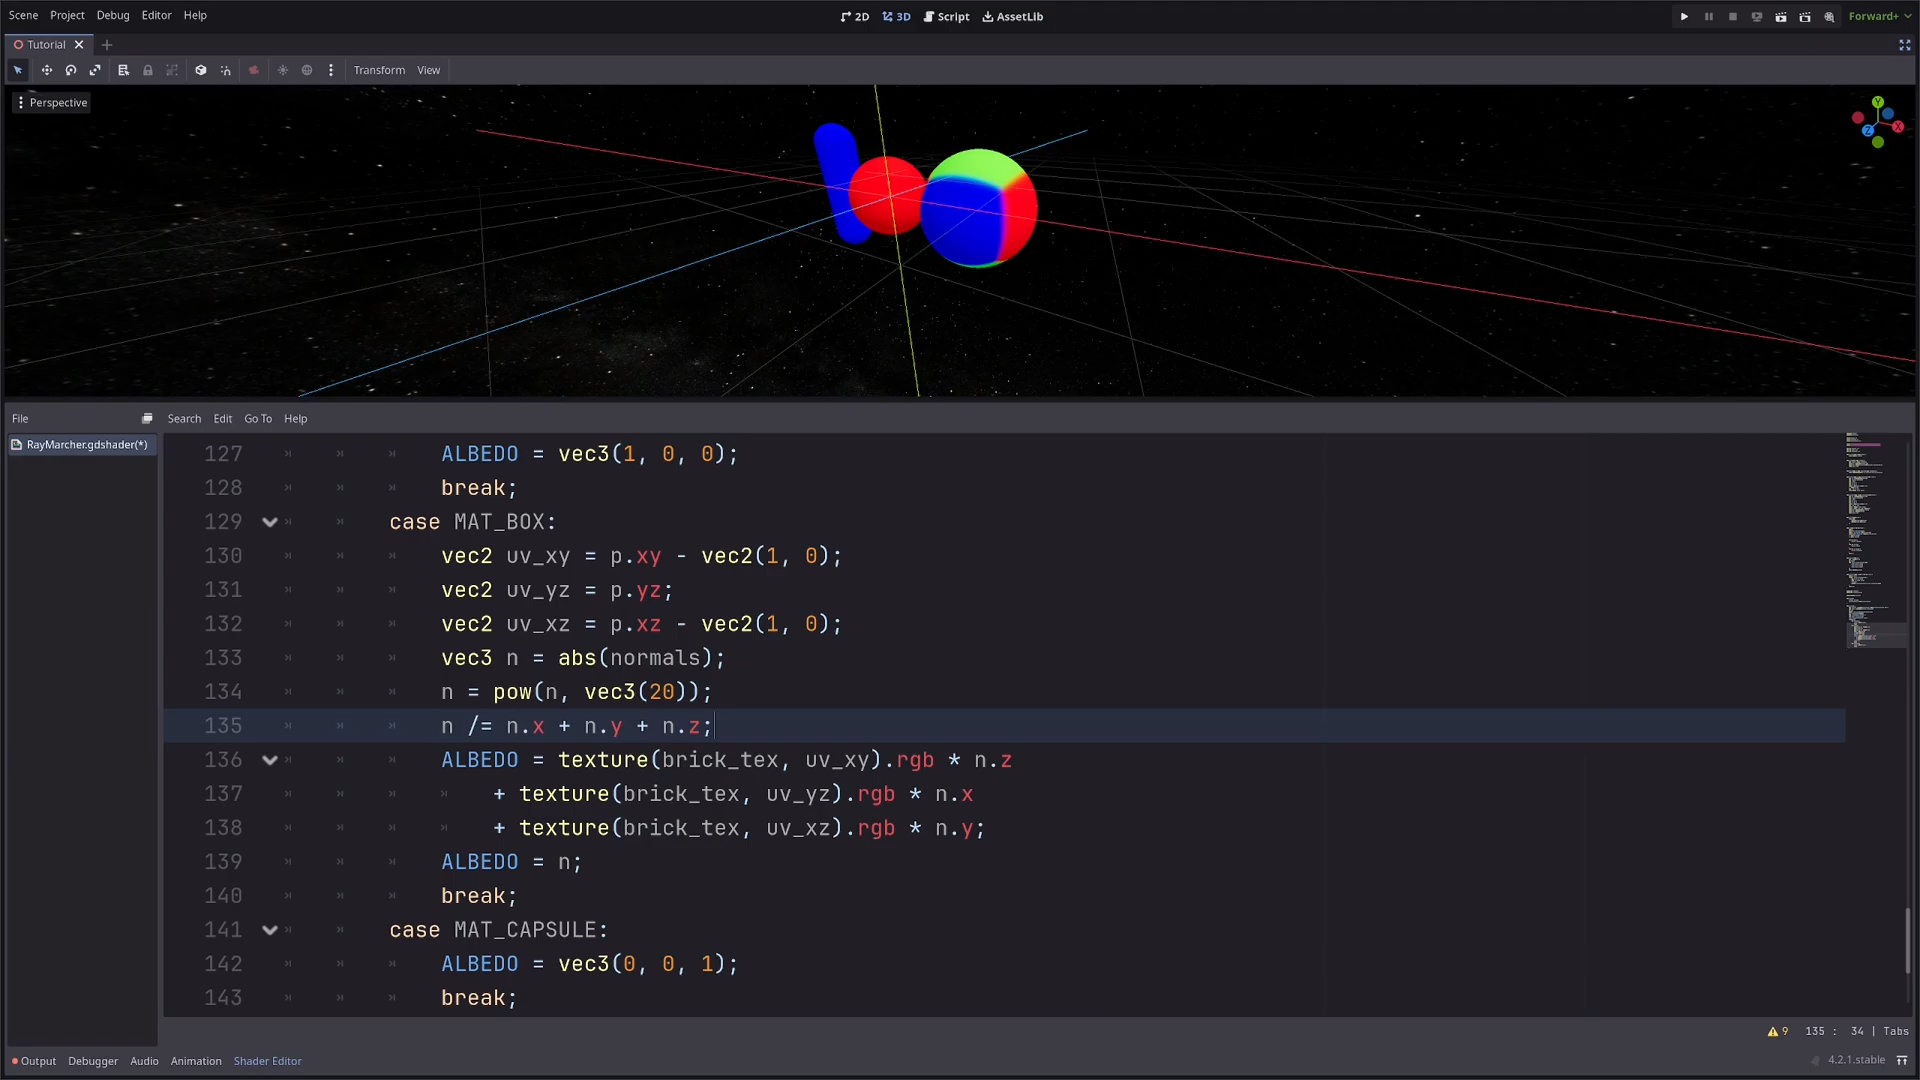 Scene Project Debug Editor Help
2D 3D Script AssetLib
Forward+
Tutorial
Transform View
Perspective
Y
X
Z
File
Search Edit Go To Help
RayMarcher.gdshader(*)
127 ALBEDO = vec3(1, 0, 0);
128 break;
129 case MAT_BOX:
130 vec2 uv_xy = p.xy - vec2(1, 0);
131 vec2 uv_yz = p.yz;
132 vec2 uv_xz = p.xz - vec2(1, 0);
133 vec3 n = abs(normals);
134 n = pow(n, vec3(20));
135 n /= n.x + n.y + n.z;
136 ALBEDO = texture(brick_tex, uv_xy).rgb * n.z
137 + texture(brick_tex, uv_yz).rgb * n.x
138 + texture(brick_tex, uv_xz).rgb * n.y;
139 ALBEDO = n;
140 break;
141 case MAT_CAPSULE:
142 ALBEDO = vec3(0, 0, 1);
143 break;
9 135 : 34 | Tabs
Output Debugger Audio Animation Shader Editor
4.2.1.stable